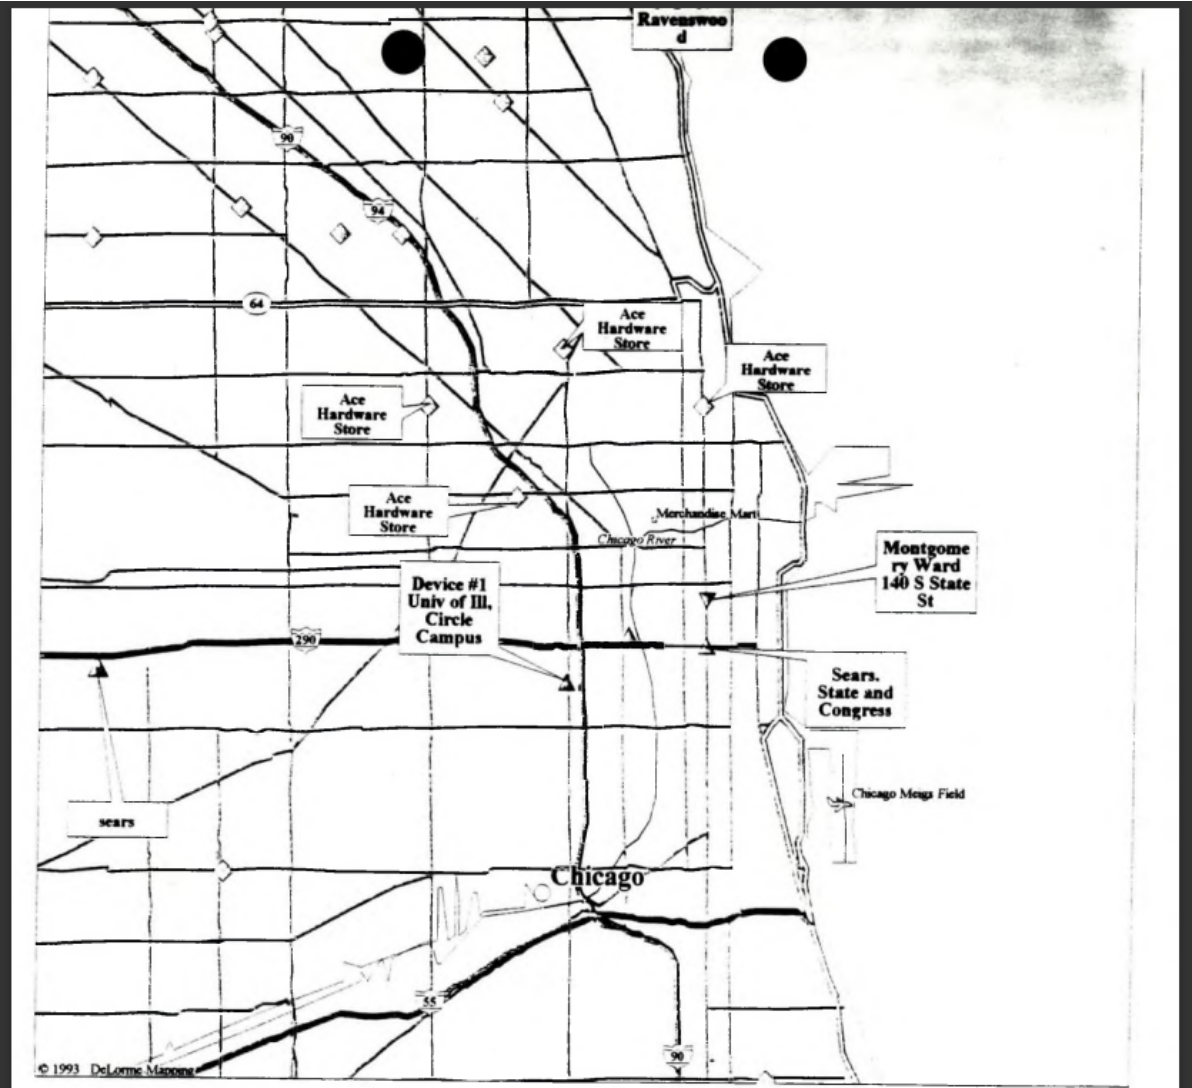 Ravenswoo
d
90
94
64
Ace
Hardware
Store
Ace
Hardware
Store
Ace
Hardware
Store
Ace
Hardware
Store
Merchandise Mart
Chicago River
Montgome
ry Ward
140 S State
St
Device #1
Univ of Ill,
Circle
Campus
290
Sears.
State and
Congress
sears
Chicago Meigs Field
Chicago
55
90
© 1993 DeLorme Mapping